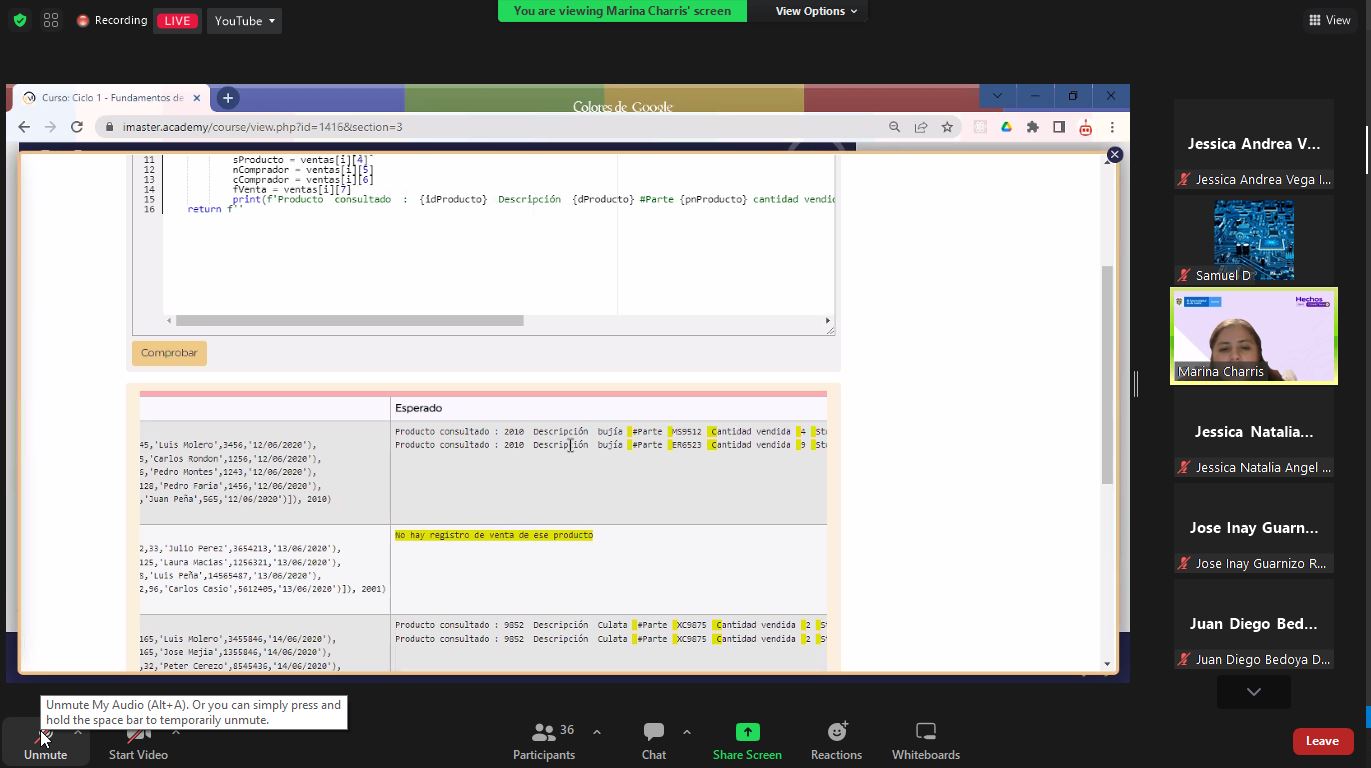 Recording
LIVE
YouTube
You are viewing Marina Charris' screen
View Options
View
Colores de Google
Curso: Ciclo 1 - Fundamentos de
imaster.academy/course/view.php?id=1416&section=3
11 sProducto = ventas[i][4]
12 nComprador = ventas[i][5]
13 cComprador = ventas[i][6]
14 fVenta = ventas[i][7]
15 print(f'Producto consultado : {idProducto} Descripción {dProducto} #Parte {pnProducto} cantidad vendid
16 return f''
Comprobar
Esperado
45,'Luis Molero',3456,'12/06/2020'),
5,'Carlos Rondon',1256,'12/06/2020'),
6,'Pedro Montes',1243,'12/06/2020'),
128,'Pedro Faria',1456,'12/06/2020'),
,'Juan Peña',565,'12/06/2020')]), 2010)
Producto consultado : 2010 Descripción bujía #Parte MS9512 Cantidad vendida 4 St
Producto consultado : 2010 Descripción bujía #Parte ER6523 Cantidad vendida 9 St
2,33,'Julio Perez',3654213,'13/06/2020'),
125,'Laura Macias',1256321,'13/06/2020'),
8,'Luis Peña',14565487,'13/06/2020'),
2,96,'Carlos Casio',5612405,'13/06/2020')]), 2001)
No hay registro de venta de ese producto
165,'Luis Molero',3455846,'14/06/2020'),
165,'Jose Mejia',1355846,'14/06/2020'),
,32,'Peter Cerezo',8545436,'14/06/2020'),
Producto consultado : 9852 Descripción Culata #Parte XC9875 Cantidad vendida 2 St
Producto consultado : 9852 Descripción Culata #Parte XC9875 Cantidad vendida 2 St
Jessica Andrea V...
Jessica Andrea Vega l...
Samuel D
Hechos
Marina Charris
Jessica Natalia...
Jessica Natalia Angel ...
Jose Inay Guarn...
Jose Inay Guarnizo R...
Juan Diego Bed...
Juan Diego Bedoya D...
Unmute My Audio (Alt+A). Or you can simply press and
hold the space bar to temporarily unmute.
Unmute
Start Video
36
Participants
Chat
Share Screen
Reactions
Whiteboards
Leave